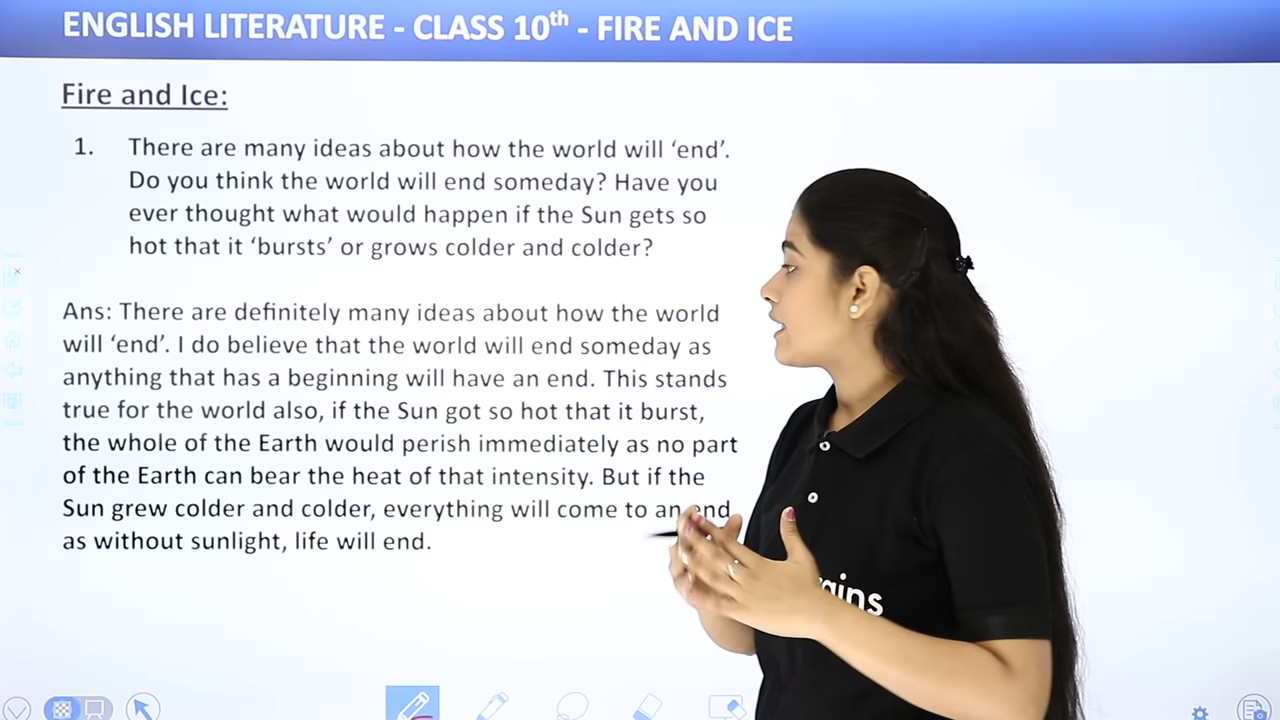 ENGLISH LITERATURE - CLASS 10th - FIRE AND ICE
Fire and Ice:
1. There are many ideas about how the world will ‘end’.
Do you think the world will end someday? Have you
ever thought what would happen if the Sun gets so
hot that it ‘bursts’ or grows colder and colder?
Ans: There are definitely many ideas about how the world
will ‘end’. I do believe that the world will end someday as
anything that has a beginning will have an end. This stands
true for the world also, if the Sun got so hot that it burst,
the whole of the Earth would perish immediately as no part
of the Earth can bear the heat of that intensity. But if the
Sun grew colder and colder, everything will come to an end
as without sunlight, life will end.